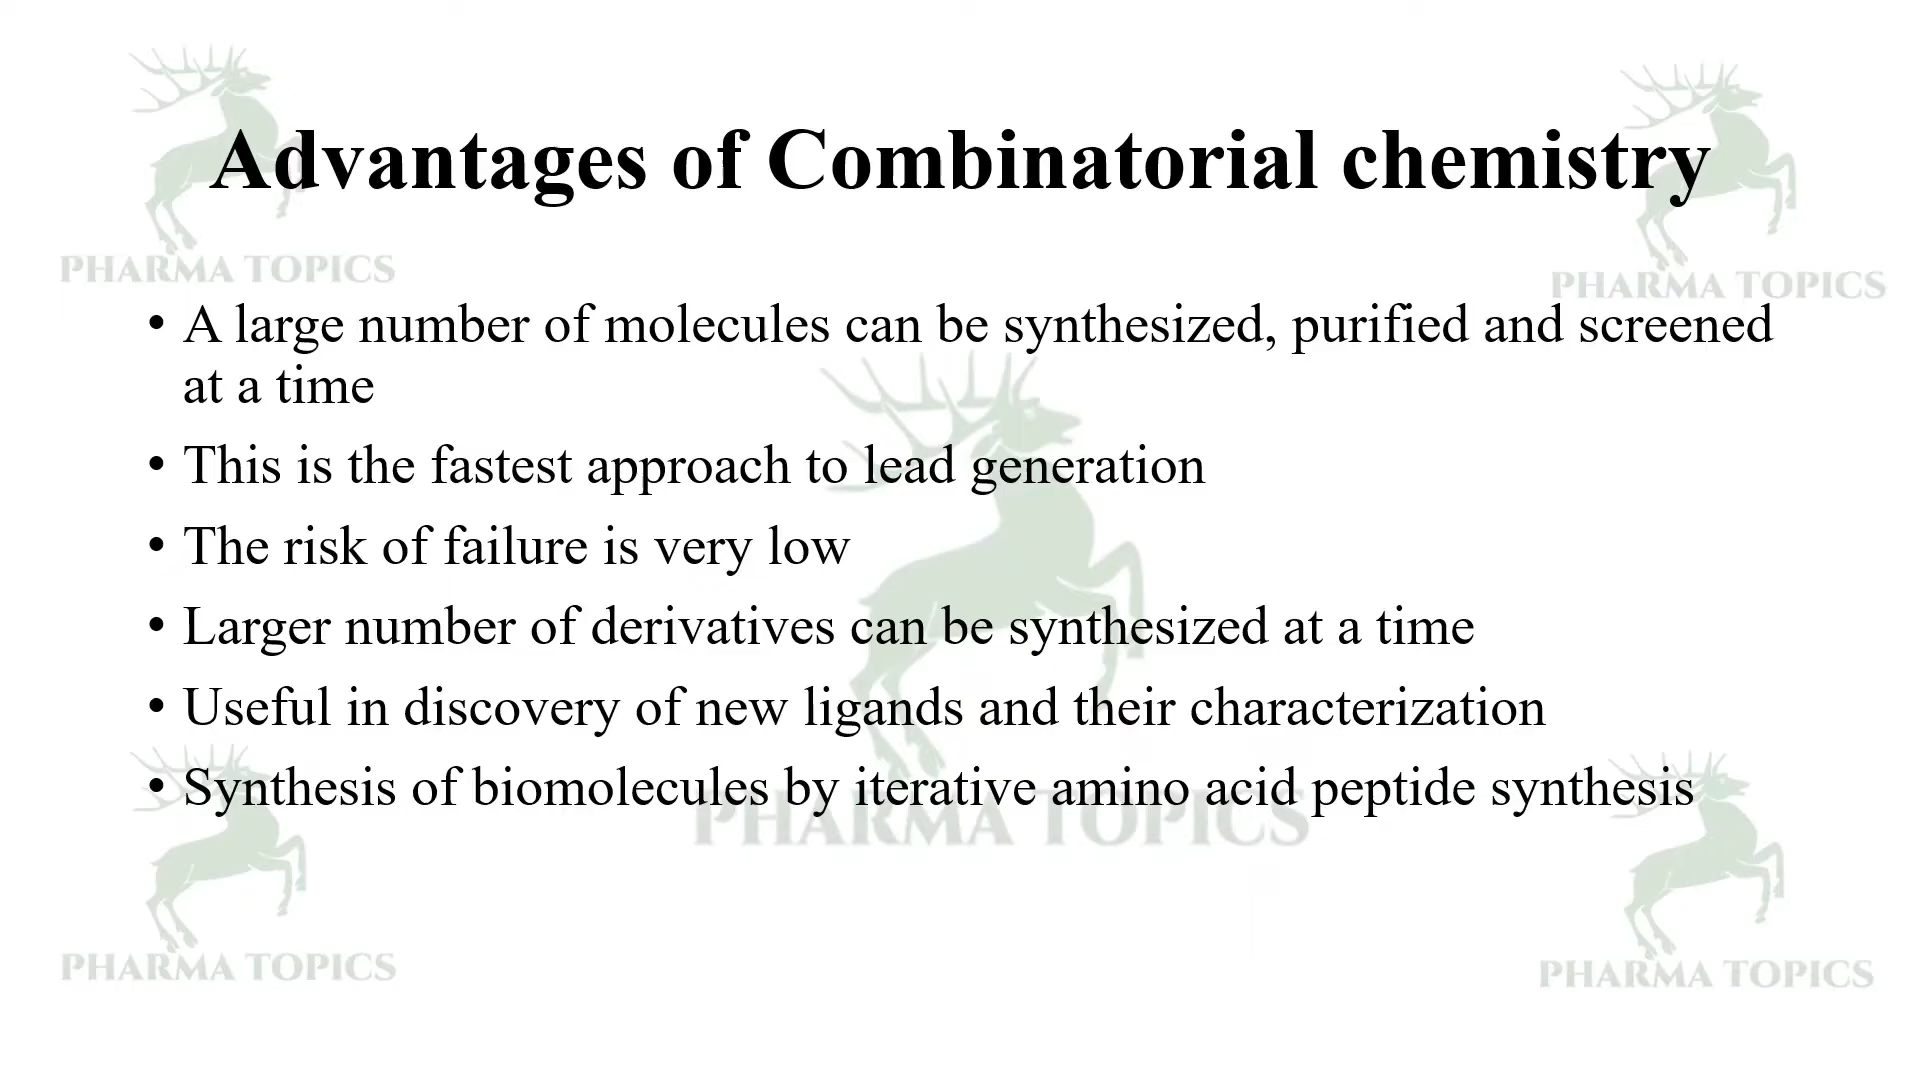 Advantages of Combinatorial chemistry
PHARMA TOPICS
PHARMA TOPICS
• A large number of molecules can be synthesized, purified and screened
at a time
• This is the fastest approach to lead generation
• The risk of failure is very low
• Larger number of derivatives can be synthesized at a time
• Useful in discovery of new ligands and their characterization
• Synthesis of biomolecules by iterative amino acid peptide synthesis
PHARMA TOPICS
PHARMA TOPICS
PHARMA TOPICS